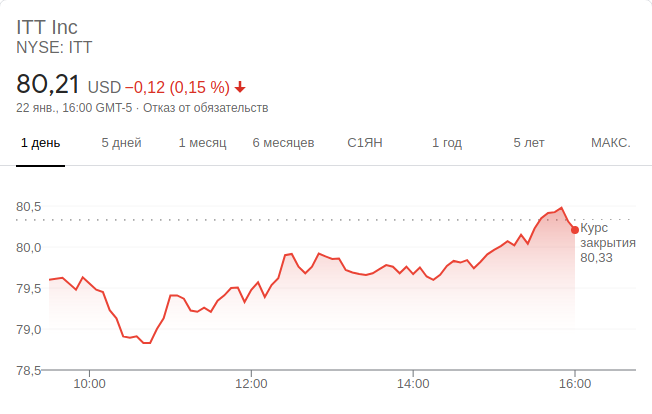 ITT Inc
NYSE: ITT
80,21 USD −0,12 (0,15 %)
22 янв., 16:00 GMT-5 · Отказ от обязательств
1 день 5 дней 1 месяц 6 месяцев С1ЯН 1 год 5 лет МАКС.
80,5
80,0
79,5
79,0
78,5
Курс
закрытия
80,33
10:00 12:00 14:00 16:00